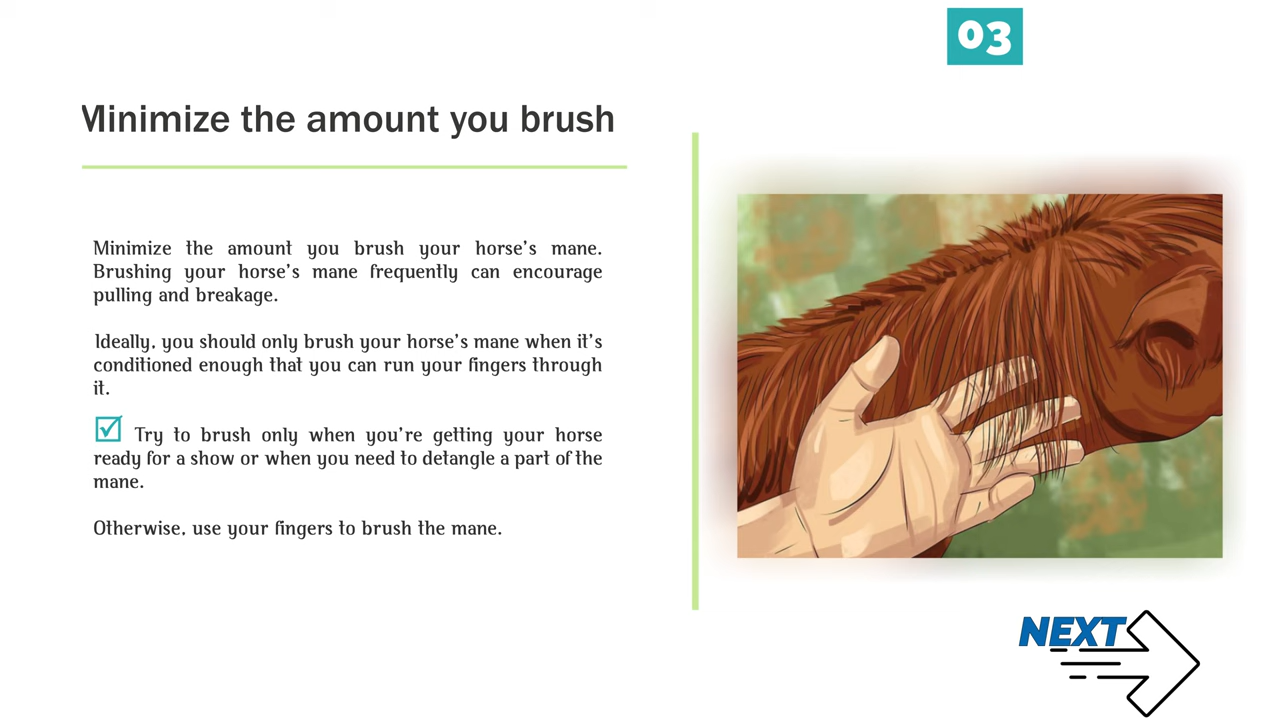 03
Minimize the amount you brush
Minimize the amount you brush your horse's mane.
Brushing your horse's mane frequently can encourage
pulling and breakage.
Ideally, you should only brush your horse's mane when it's
conditioned enough that you can run your fingers through
it.
Try to brush only when you're getting your horse
ready for a show or when you need to detangle a part of the
mane.
Otherwise, use your fingers to brush the mane.
NEXT